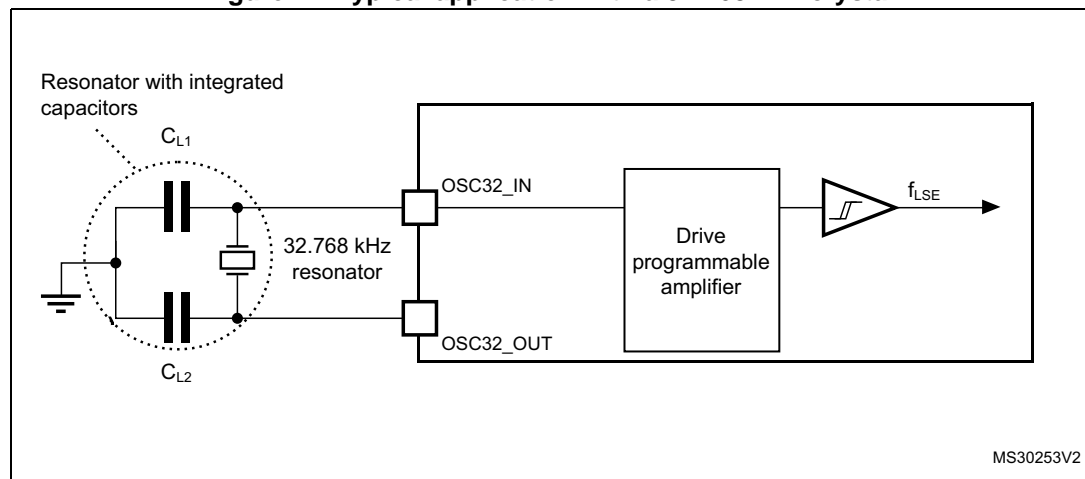 Resonator with integrated
capacitors
CL1
OSC32_IN
fLSE
32.768 kHz
resonator
Drive
programmable
amplifier
OSC32_OUT
CL2
MS30253V2